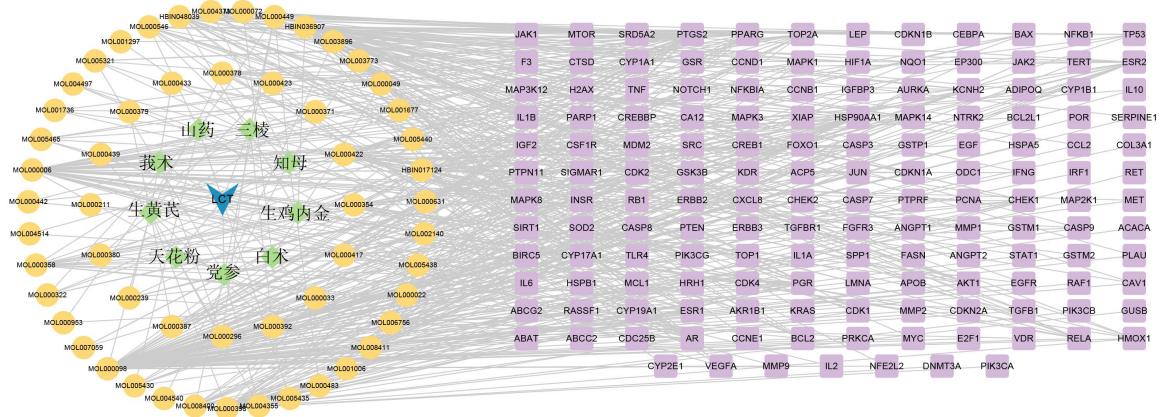 MOL004373 MOL000072
HBIN048039 MOL000449
MOL000546 HBIN036907
MOL001297 MOL003896
MOL005321 MOL003773
MOL000378
MOL004497 MOL000433 MOL000423 MOL000049
MOL001736 MOL000379 MOL000371 MOL001677
山药 三棱
MOL005465 MOL000439 MOL000422 MOL005440
莪术 知母
MOL000006 HBIN017124
LCT
MOL000442 MOL000211 MOL000354 MOL000631
生黄芪 生鸡内金
MOL004514 MOL002140
MOL000380 MOL000417
天花粉 白术
MOL000358 党参 MOL005438
MOL000322 MOL000239 MOL000033 MOL000022
MOL000953 MOL000387 MOL000392 MOL006756
MOL000296
MOL007059 MOL008411
MOL000098 MOL001006
MOL005430 MOL000483
MOL004540 MOL005435
MOL008400 MOL004355
JAK1 MTOR SRD5A2 PTGS2 PPARG TOP2A LEP CDKN1B CEBPA BAX NFKB1 TP53
F3 CTSD CYP1A1 GSR CCND1 MAPK1 HIF1A NQO1 EP300 JAK2 TERT ESR2
MAP3K12 H2AX TNF NOTCH1 NFKBIA CCNB1 IGFBP3 AURKA KCNH2 ADIPOQ CYP1B1 IL10
IL1B PARP1 CREBBP CA12 MAPK3 XIAP HSP90AA1 MAPK14 NTRK2 BCL2L1 POR SERPINE1
IGF2 CSF1R MDM2 SRC CREB1 FOXO1 CASP3 GSTP1 EGF HSPA5 CCL2 COL3A1
PTPN11 SIGMAR1 CDK2 GSK3B KDR ACP5 JUN CDKN1A ODC1 IFNG IRF1 RET
MAPK8 INSR RB1 ERBB2 CXCL8 CHEK2 CASP7 PTPRF PCNA CHEK1 MAP2K1 MET
SIRT1 SOD2 CASP8 PTEN ERBB3 TGFBR1 FGFR3 ANGPT1 MMP1 GSTM1 CASP9 ACACA
BIRC5 CYP17A1 TLR4 PIK3CG TOP1 IL1A SPP1 FASN ANGPT2 STAT1 GSTM2 PLAU
IL6 HSPB1 MCL1 HRH1 CDK4 PGR LMNA APOB AKT1 EGFR RAF1 CAV1
ABCG2 RASSF1 CYP19A1 ESR1 AKR1B1 KRAS CDK1 MMP2 CDKN2A TGFB1 PIK3CB GUSB
ABAT ABCC2 CDC25B AR CCNE1 BCL2 PRKCA MYC E2F1 VDR RELA HMOX1
CYP2E1 VEGFA MMP9 IL2 NFE2L2 DNMT3A PIK3CA